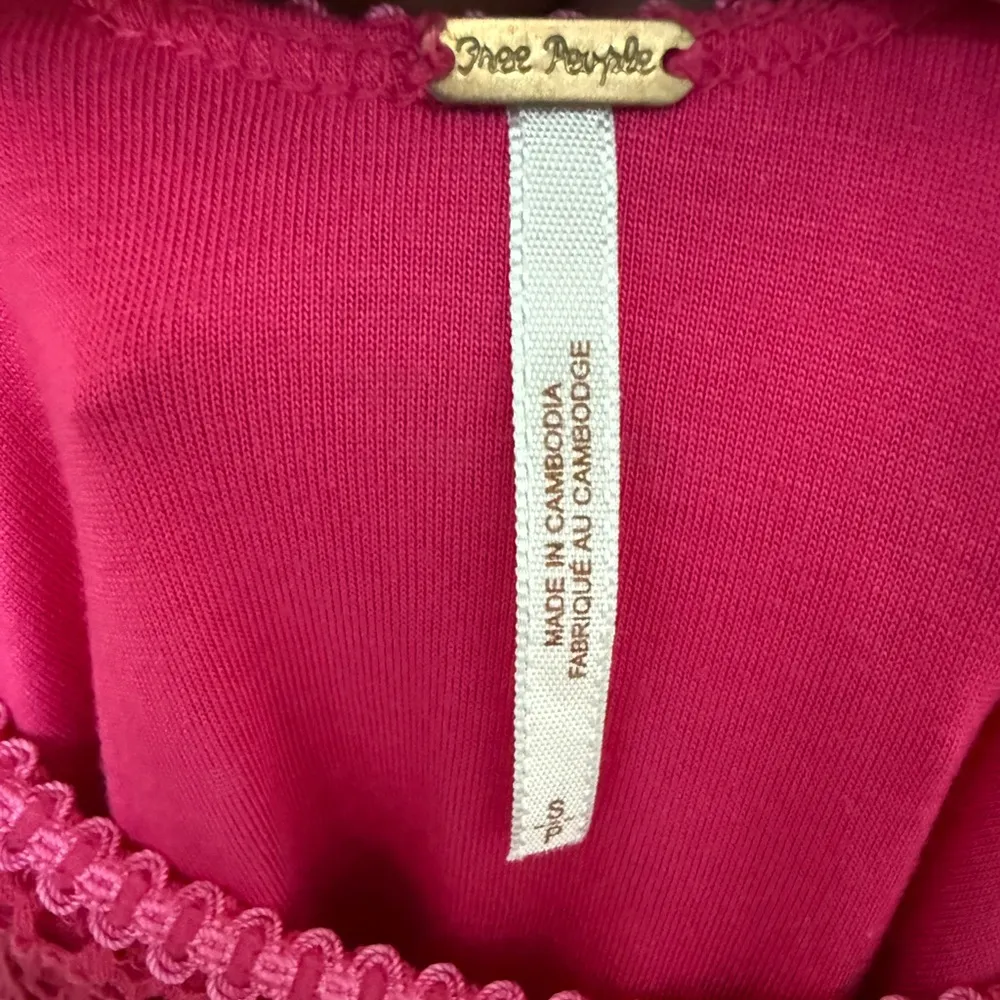 Free People
MADE IN CAMBODIA
FABRIQUÉ AU CAMBODGE
S/P